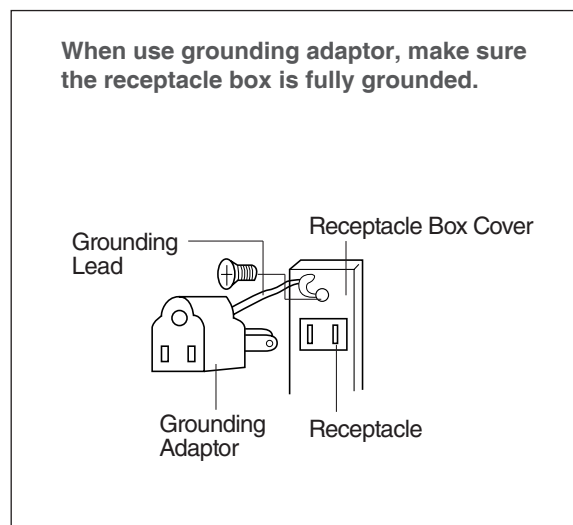 When use grounding adaptor, make sure
the receptacle box is fully grounded.
Receptacle Box Cover
Grounding
Lead
Grounding
Adaptor
Receptacle